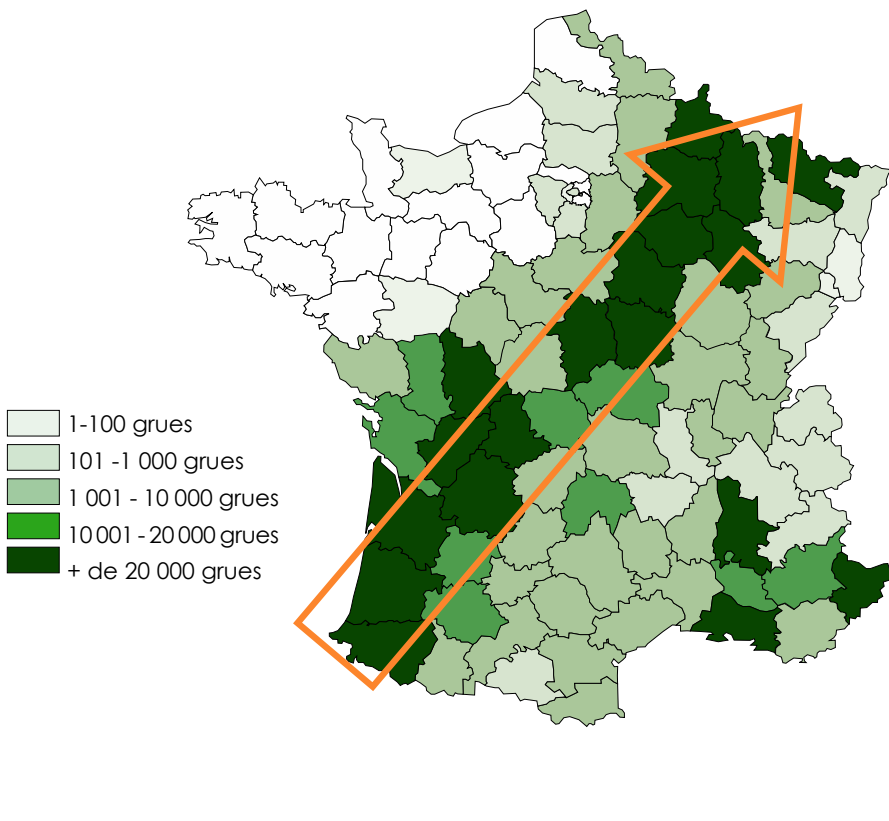 1-100 grues
101 -1 000 grues
1 001 - 10 000 grues
10 001 - 20 000 grues
+ de 20 000 grues